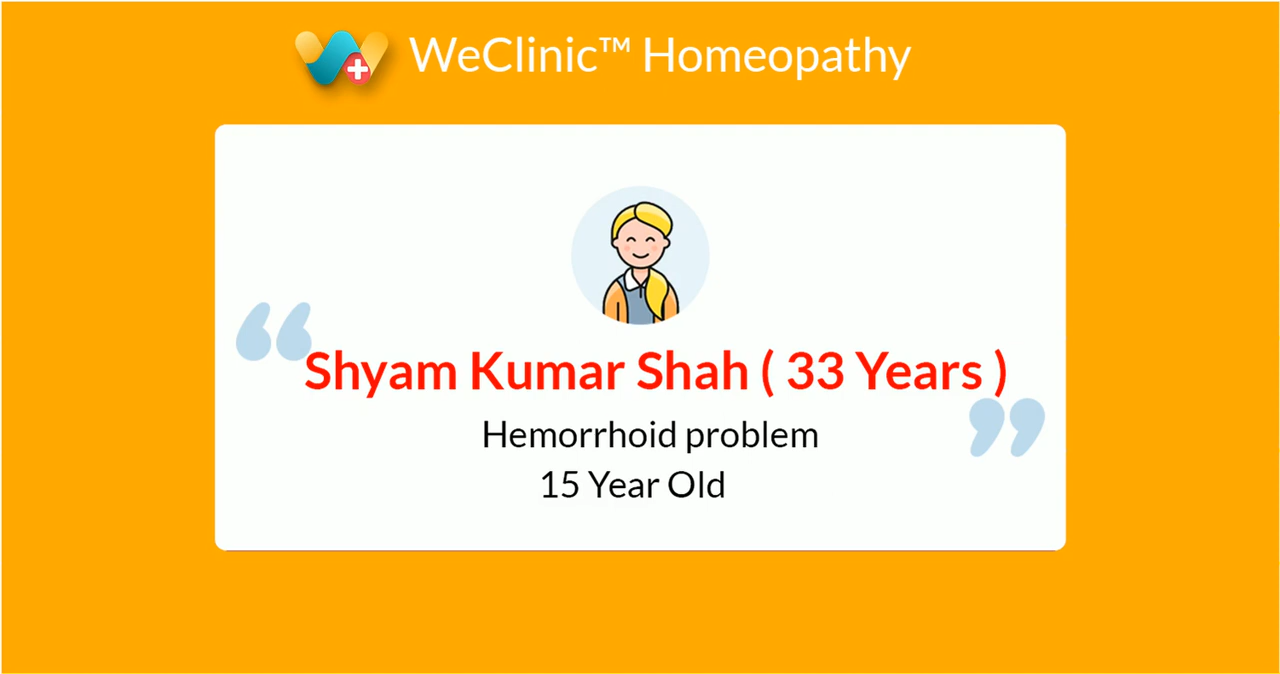 WeClinic™ Homeopathy
Shyam Kumar Shah ( 33 Years )
Hemorrhoid problem
15 Year Old